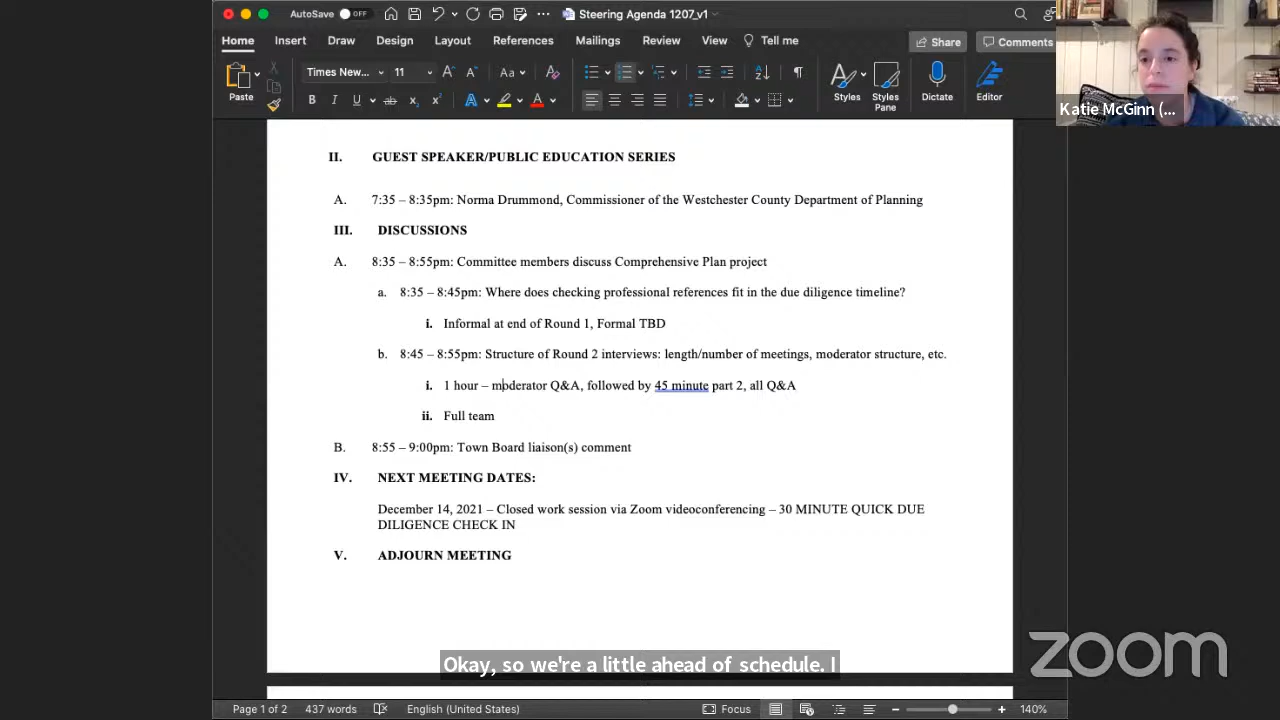 AutoSave OFF ... Steering Agenda 1207_v1
Home Insert Draw Design Layout References Mailings Review View Tell me Share Comments
Paste Times New... 11 Aa Styles Styles Pane Dictate Editor
B I U ab x₂ x² A A
Katie McGinn (...
II. GUEST SPEAKER/PUBLIC EDUCATION SERIES
A. 7:35 – 8:35pm: Norma Drummond, Commissioner of the Westchester County Department of Planning
III. DISCUSSIONS
A. 8:35 – 8:55pm: Committee members discuss Comprehensive Plan project
a. 8:35 – 8:45pm: Where does checking professional references fit in the due diligence timeline?
i. Informal at end of Round 1, Formal TBD
b. 8:45 – 8:55pm: Structure of Round 2 interviews: length/number of meetings, moderator structure, etc.
i. 1 hour – moderator Q&A, followed by 45 minute part 2, all Q&A
ii. Full team
B. 8:55 – 9:00pm: Town Board liaison(s) comment
IV. NEXT MEETING DATES:
December 14, 2021 – Closed work session via Zoom videoconferencing – 30 MINUTE QUICK DUE
DILIGENCE CHECK IN
V. ADJOURN MEETING
Okay, so we're a little ahead of schedule. I
zoom
Page 1 of 2 437 words English (United States) Focus 140%